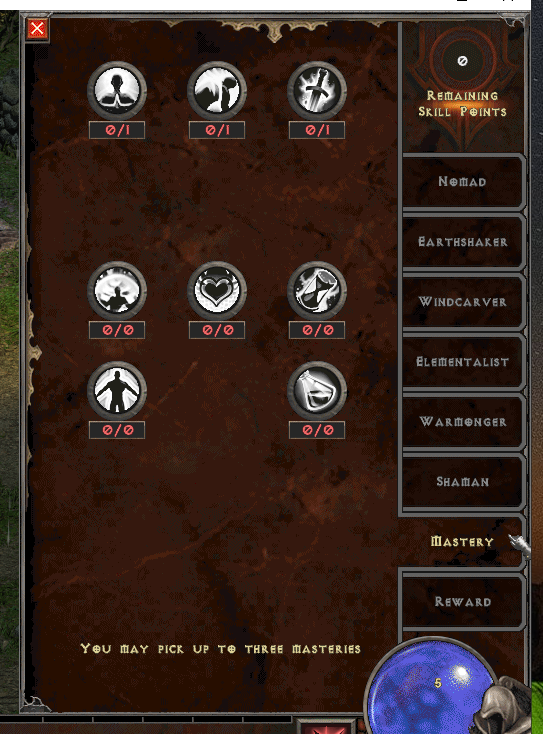 0
Remaining
Skill Points
0/1 0/1 0/1
Nomad
Earthshaker
0/0 0/0 0/0
Windcarver
Elementalist
0/0 0/0
Warmonger
Shaman
Mastery
Reward
You may pick up to three masteries
5